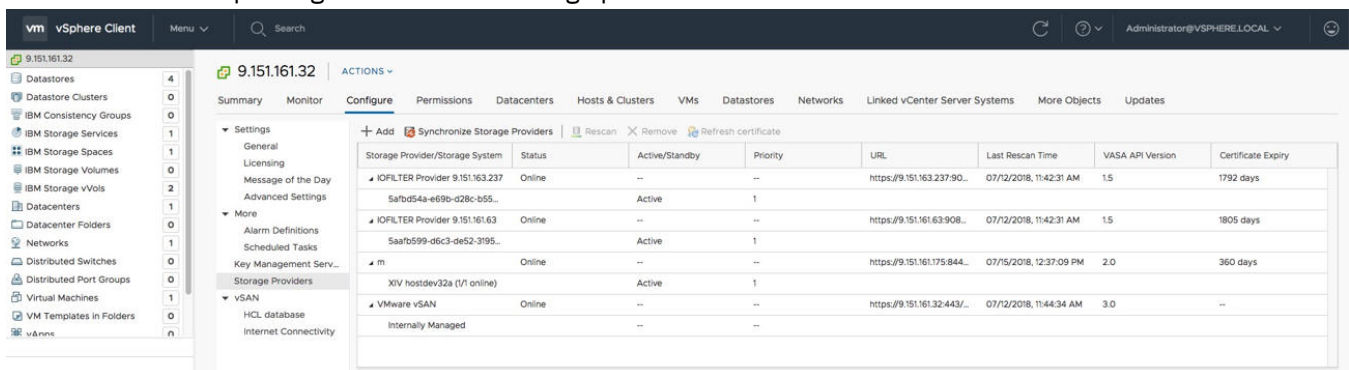 vm vSphere Client Menu Search Administrator@VSPHERE.LOCAL
9.151.161.32
Datastores 4
Datastore Clusters 0
IBM Consistency Groups 0
IBM Storage Services 1
IBM Storage Spaces 1
IBM Storage Volumes 0
IBM Storage vVols 2
Datacenters 1
Datacenter Folders 0
Networks 1
Distributed Switches 0
Distributed Port Groups 0
Virtual Machines 1
VM Templates in Folders 0
vApps 0
9.151.161.32 ACTIONS
Summary Monitor Configure Permissions Datacenters Hosts & Clusters VMs Datastores Networks Linked vCenter Server Systems More Objects Updates
Settings
General
Licensing
Message of the Day
Advanced Settings
More
Alarm Definitions
Scheduled Tasks
Key Management Serv...
Storage Providers
vSAN
HCL database
Internet Connectivity
Add Synchronize Storage Providers Rescan Remove Refresh certificate
Storage Provider/Storage System Status Active/Standby Priority URL Last Rescan Time VASA API Version Certificate Expiry
IOFILTER Provider 9.151.163.237 Online -- -- https://9.151.163.237:90... 07/12/2018, 11:42:31 AM 1.5 1792 days
5afbd54a-e69b-d28c-b55... Active 1
IOFILTER Provider 9.151.161.63 Online -- -- https://9.151.161.63:908... 07/12/2018, 11:42:31 AM 1.5 1805 days
5aafb599-d6c3-de52-3195... Active 1
m Online -- -- https://9.151.161.175:844... 07/15/2018, 12:37:09 PM 2.0 360 days
XIV hostdev32a (1/1 online) Active 1
VMware vSAN Online -- -- https://9.151.161.32:443/... 07/12/2018, 11:44:34 AM 3.0 --
Internally Managed -- --